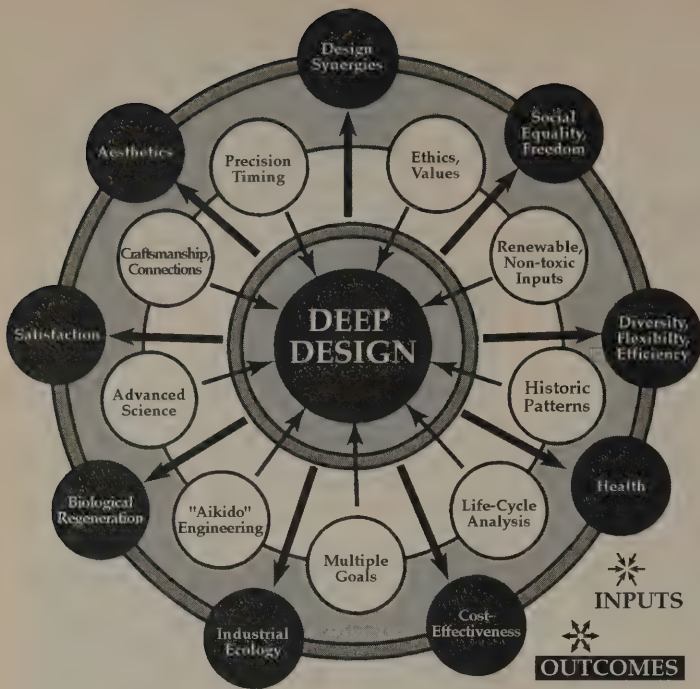 Design
Synergies
Social
Equality,
Freedom
Aesthetics
Precision
Timing
Ethics,
Values
Craftsmanship,
Connections
Renewable,
Non-toxic
Inputs
DEEP
DESIGN
Satisfaction
Diversity,
Flexibilty,
Efficiency
Advanced
Science
Historic
Patterns
Biological
Regeneration
"Aikido"
Engineering
Life-Cycle
Analysis
Health
Multiple
Goals
Industrial
Ecology
Cost-
Effectiveness
INPUTS
OUTCOMES